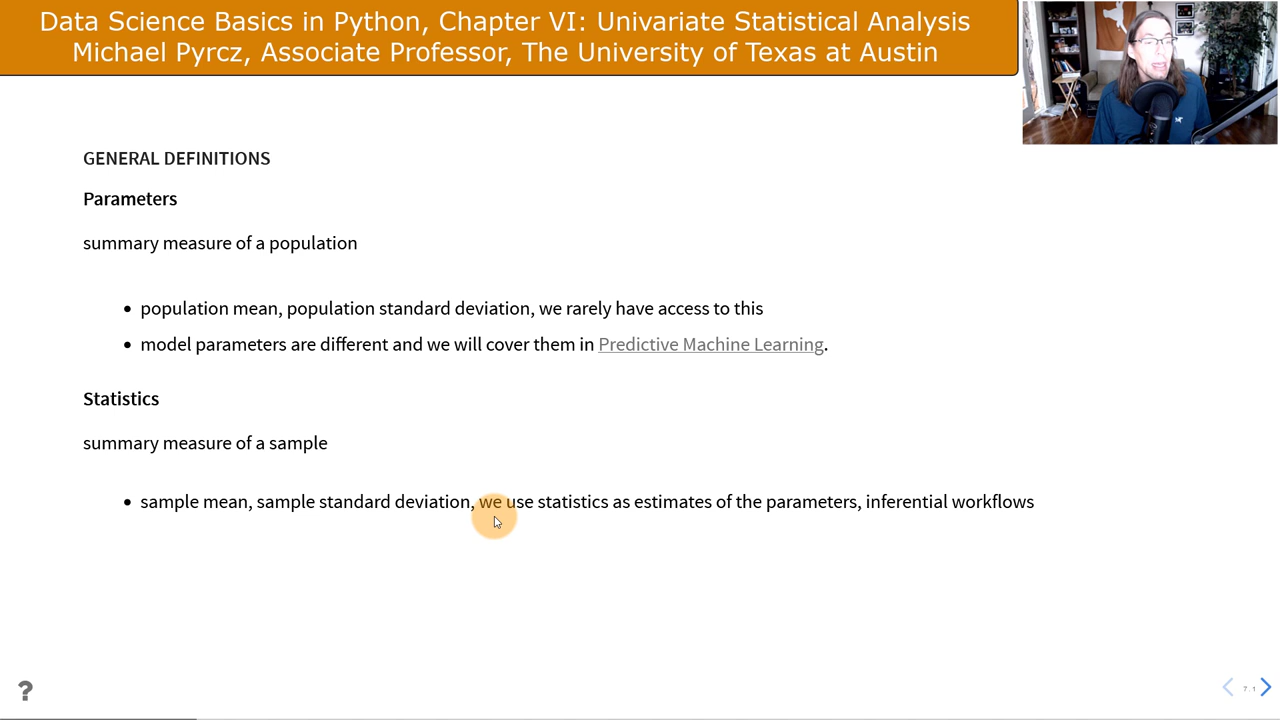 Data Science Basics in Python, Chapter VI: Univariate Statistical Analysis
Michael Pyrcz, Associate Professor, The University of Texas at Austin
GENERAL DEFINITIONS
Parameters
summary measure of a population
• population mean, population standard deviation, we rarely have access to this
• model parameters are different and we will cover them in Predictive Machine Learning.
Statistics
summary measure of a sample
• sample mean, sample standard deviation, we use statistics as estimates of the parameters, inferential workflows
?
7.1